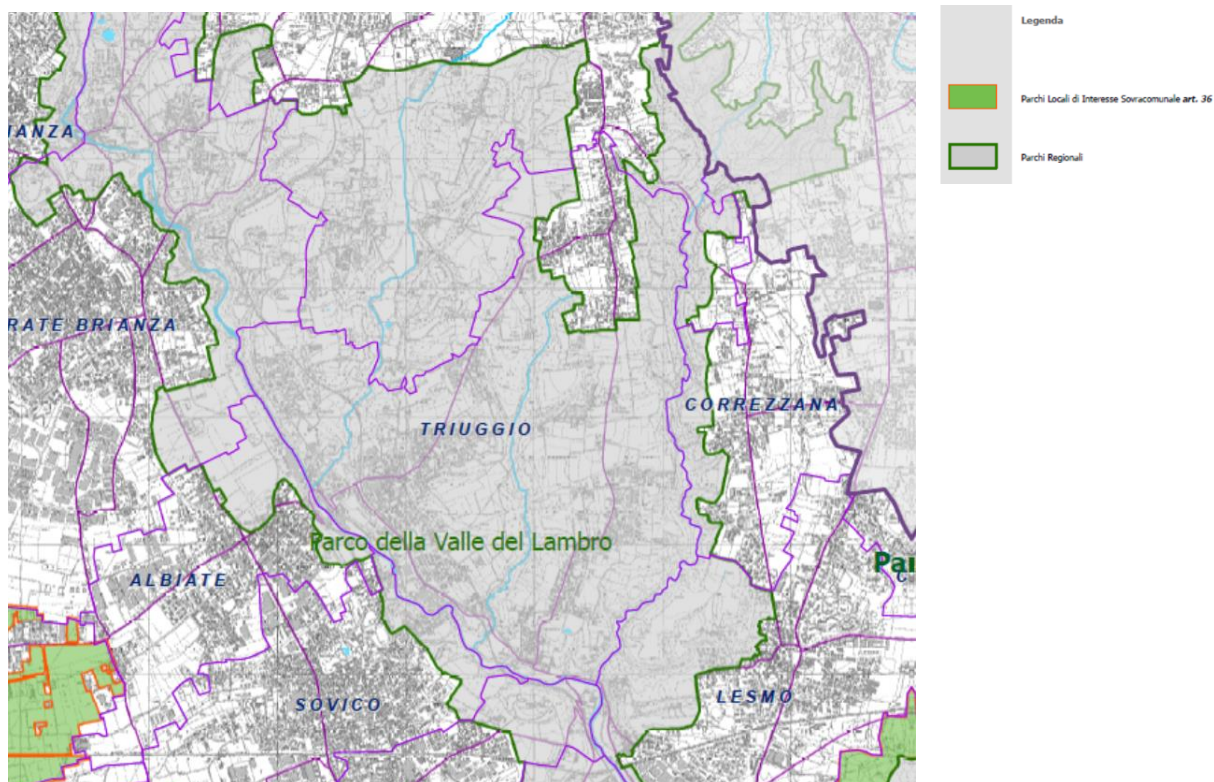 Legenda
Parchi Locali di Interesse Sovracomunale art. 36
Parchi Regionali
IANZA
RATE BRIANZA
CORREZZANA
TRIUGGIO
Parco della Valle del Lambro
Par
C
ALBIATE
SOVICO
LESMO